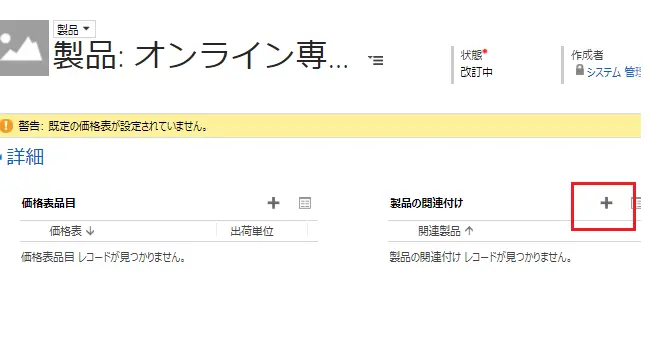 製品
製品: オンライン専...
状態*
改訂中
作成者
システム 管理
警告: 既定の価格表が設定されていません。
詳細
価格表品目
価格表 ↓
出荷単位
価格表品目 レコードが見つかりません。
製品の関連付け
関連製品 ↑
製品の関連付け レコードが見つかりません。